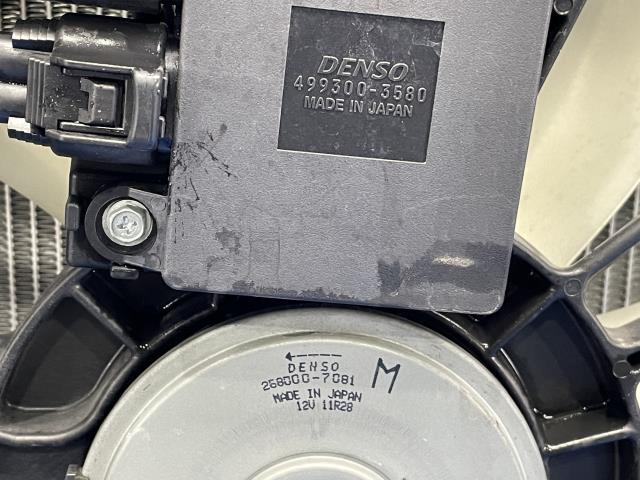 DENSO
499300-3580
MADE IN JAPAN
DENSO
268000-7081
M
MADE IN JAPAN
12V 11R28